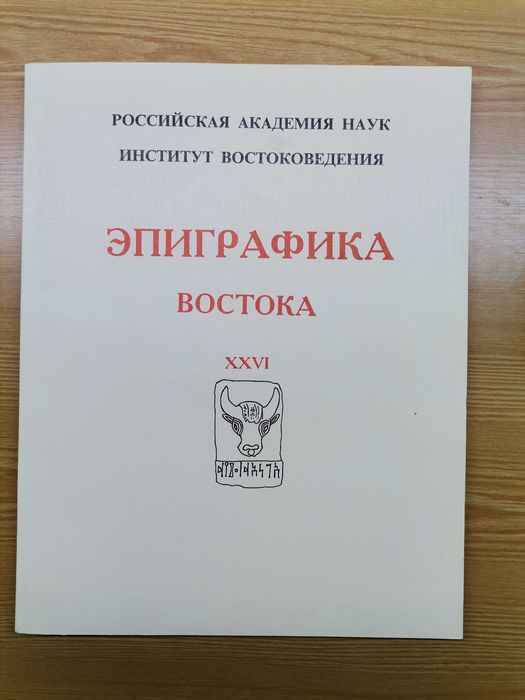 РОССИЙСКАЯ АКАДЕМИЯ НАУК
ИНСТИТУТ ВОСТОКОВЕДЕНИЯ
ЭПИГРАФИКА
ВОСТОКА
XXVI